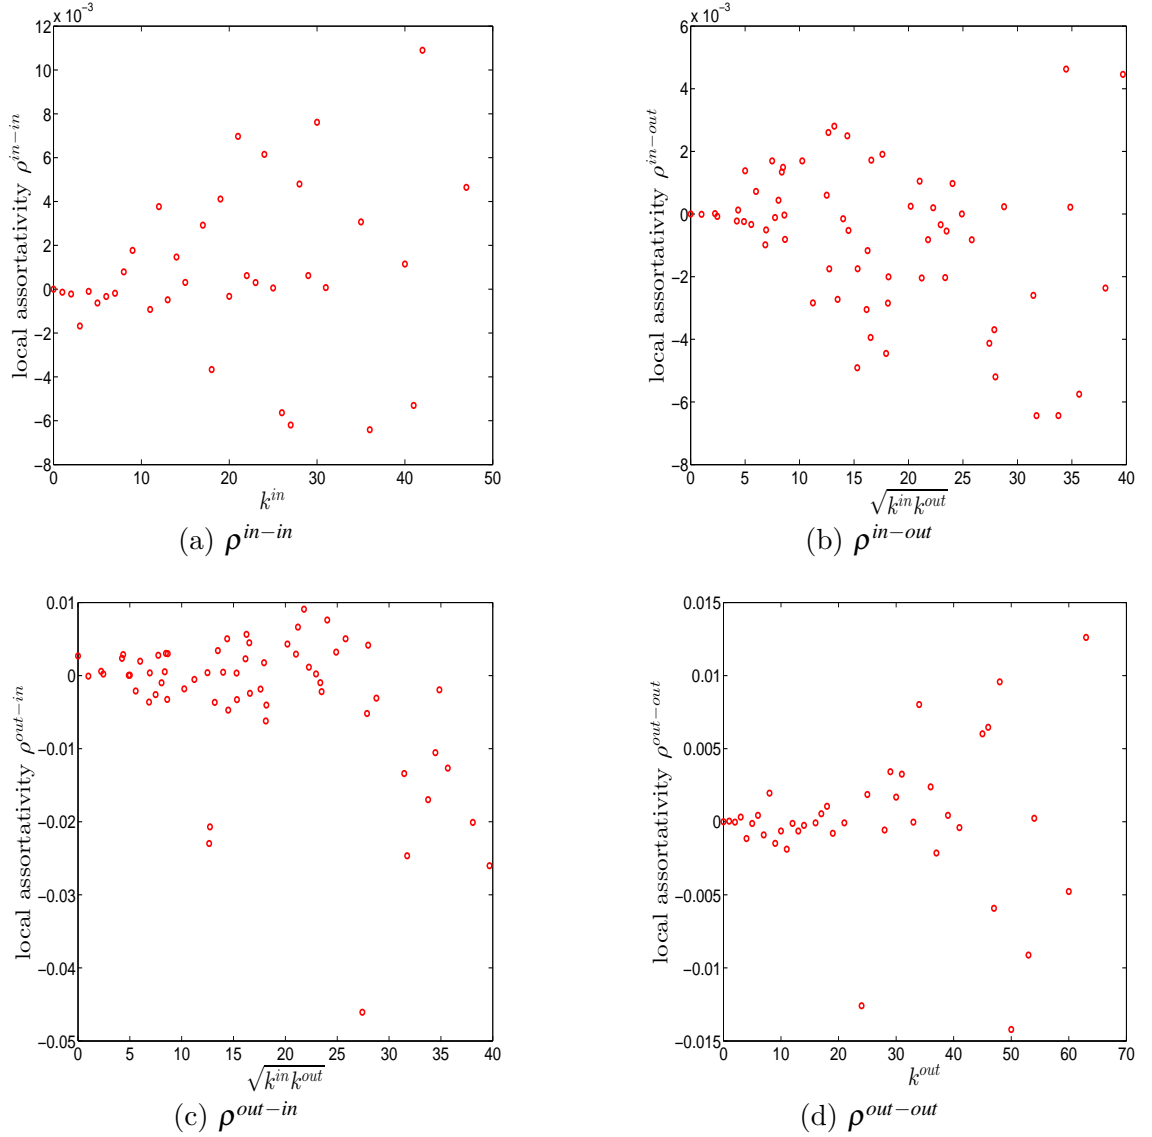 x 10⁻³
12
10
8
6
4
2
0
−2
−4
−6
−8
0 10 20 30 40 50
local assortativity ρ^{in−in}
k^{in}
(a) ρ^{in−in}
x 10⁻³
6
4
2
0
−2
−4
−6
−8
0 5 10 15 20 25 30 35 40
local assortativity ρ^{in−out}
√k^{in}k^{out}
(b) ρ^{in−out}
0.01
0
−0.01
−0.02
−0.03
−0.04
−0.05
0 5 10 15 20 25 30 35 40
local assortativity ρ^{out−in}
√k^{in}k^{out}
(c) ρ^{out−in}
0.015
0.01
0.005
0
−0.005
−0.01
−0.015
0 10 20 30 40 50 60 70
local assortativity ρ^{out−out}
k^{out}
(d) ρ^{out−out}